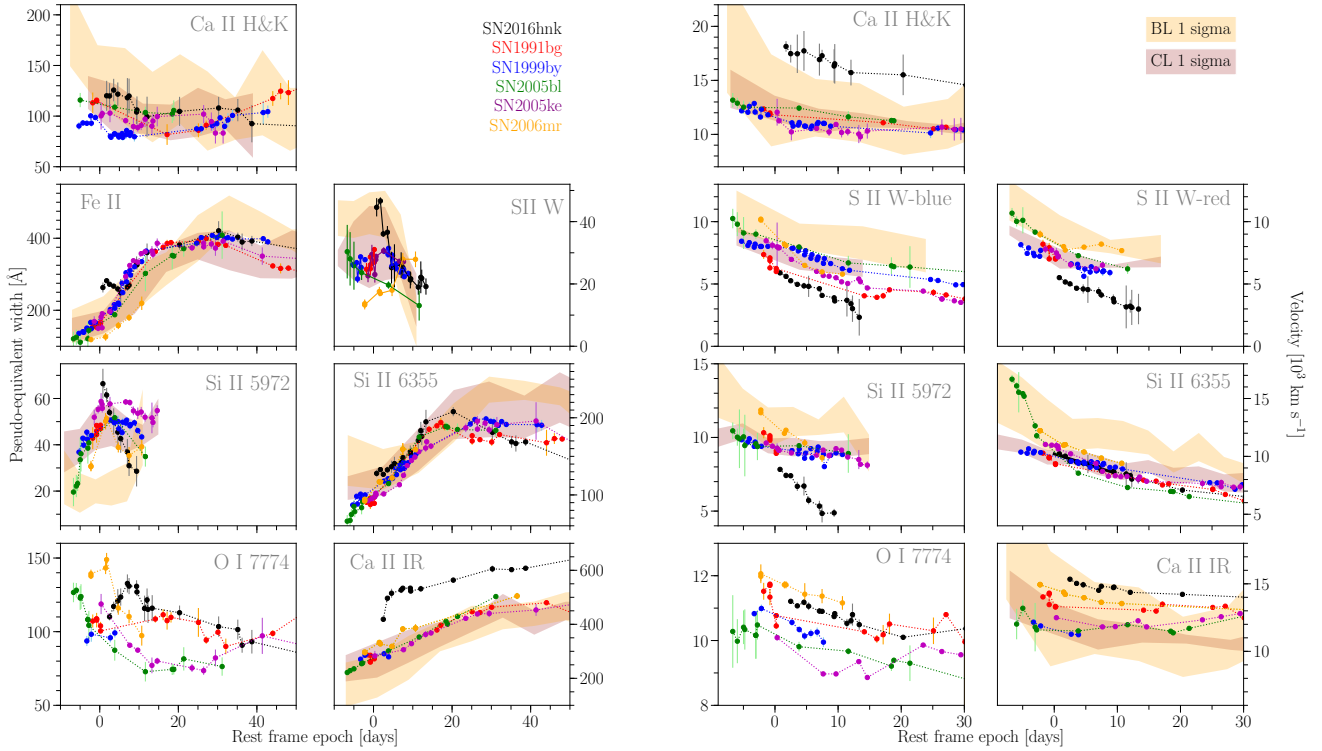 Ca II H&K
200
150
100
50
SN2016hnk
SN1991bg
SN1999by
SN2005bl
SN2005ke
SN2006mr
Ca II H&K
20
15
10
BL 1 sigma
CL 1 sigma
Fe II
400
300
200
SII W
40
20
0
S II W-blue
10
5
0
S II W-red
10
5
0
Pseudo-equivalent width [Å]
Velocity [10³ km s⁻¹]
Si II 5972
60
40
20
Si II 6355
200
100
Si II 5972
15
10
5
Si II 6355
15
10
5
O I 7774
150
100
50
0 20 40
Ca II IR
600
400
200
0 20 40
O I 7774
12
10
8
0 10 20 30
Ca II IR
15
10
0 10 20 30
Rest frame epoch [days]
Rest frame epoch [days]